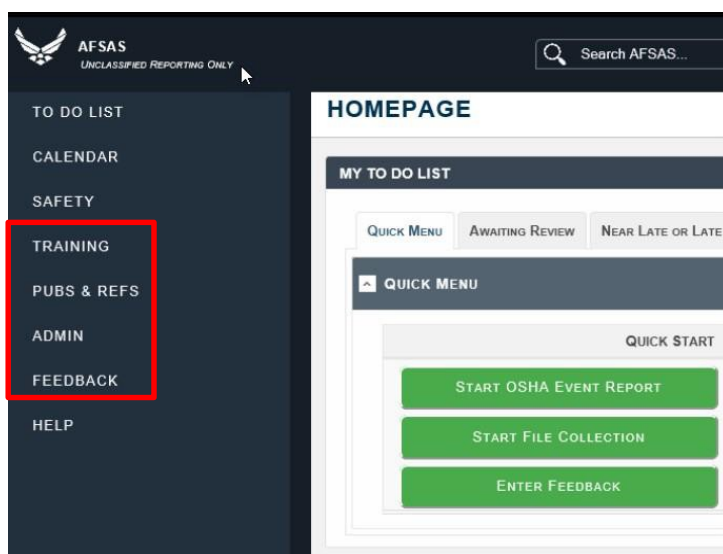 AFSAS
UNCLASSIFIED REPORTING ONLY
Search AFSAS...
TO DO LIST
CALENDAR
SAFETY
TRAINING
PUBS & REFS
ADMIN
FEEDBACK
HELP
HOMEPAGE
MY TO DO LIST
QUICK MENU AWAITING REVIEW NEAR LATE OR LATE
QUICK MENU
QUICK START
START OSHA EVENT REPORT
START FILE COLLECTION
ENTER FEEDBACK